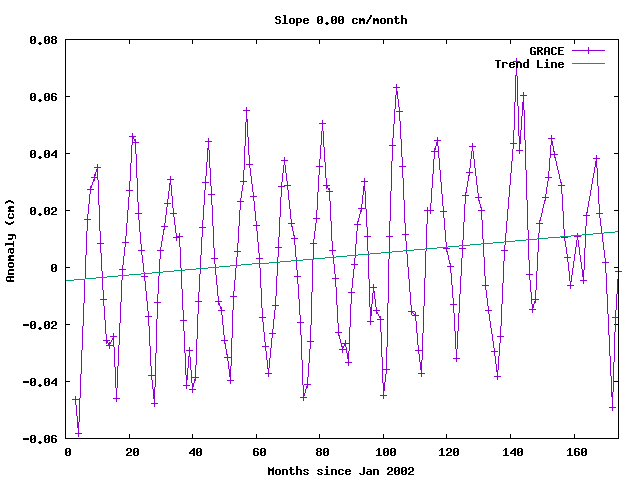 Slope 0.00 cm/month
GRACE
Trend Line
Anomaly (cm)
0.08
0.06
0.04
0.02
0
-0.02
-0.04
-0.06
0 20 40 60 80 100 120 140 160
Months since Jan 2002